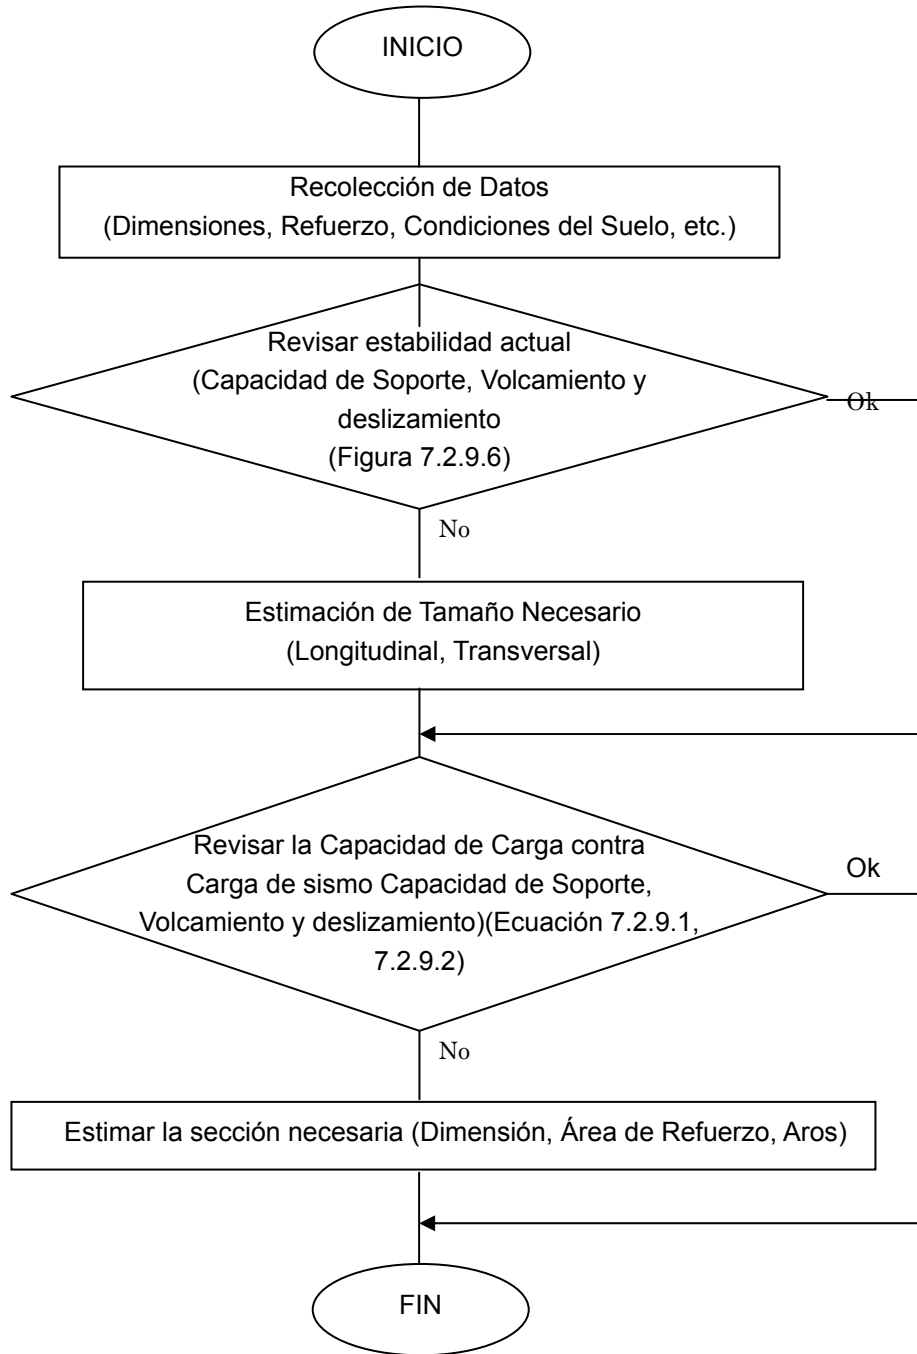 INICIO
Recolección de Datos
(Dimensiones, Refuerzo, Condiciones del Suelo, etc.)
Revisar estabilidad actual
(Capacidad de Soporte, Volcamiento y
deslizamiento
(Figura 7.2.9.6)
Ok
No
Estimación de Tamaño Necesario
(Longitudinal, Transversal)
Revisar la Capacidad de Carga contra
Carga de sismo Capacidad de Soporte,
Volcamiento y deslizamiento)(Ecuación 7.2.9.1,
7.2.9.2)
Ok
No
Estimar la sección necesaria (Dimensión, Área de Refuerzo, Aros)
FIN